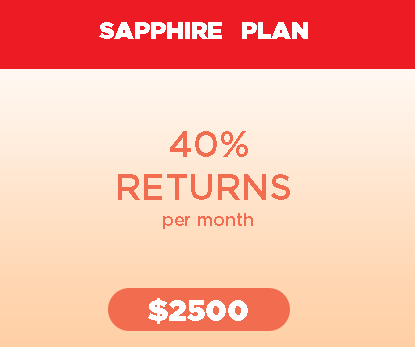 SAPPHIRE PLAN
40%
RETURNS
per month
$2500